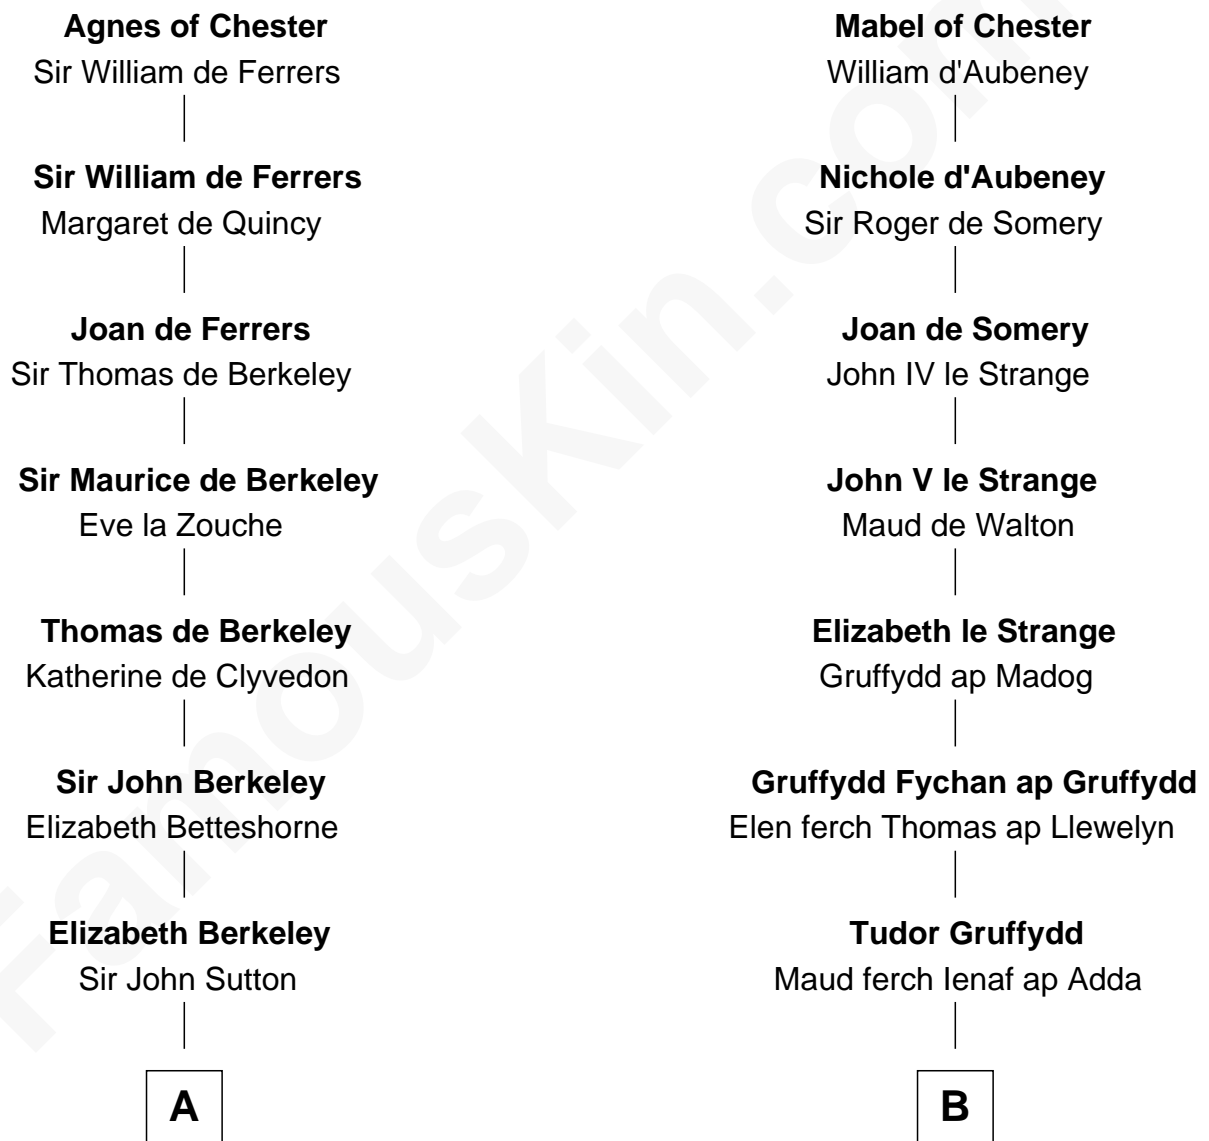 Agnes of Chester
Sir William de Ferrers
Sir William de Ferrers
Margaret de Quincy
Joan de Ferrers
Sir Thomas de Berkeley
Sir Maurice de Berkeley
Eve la Zouche
Thomas de Berkeley
Katherine de Clyvedon
Sir John Berkeley
Elizabeth Betteshorne
Elizabeth Berkeley
Sir John Sutton
A
Mabel of Chester
William d'Aubeney
Nichole d'Aubeney
Sir Roger de Somery
Joan de Somery
John IV le Strange
John V le Strange
Maud de Walton
Elizabeth le Strange
Gruffydd ap Madog
Gruffydd Fychan ap Gruffydd
Elen ferch Thomas ap Llewelyn
Tudor Gruffydd
Maud ferch Ienaf ap Adda
B
FamousKin.com